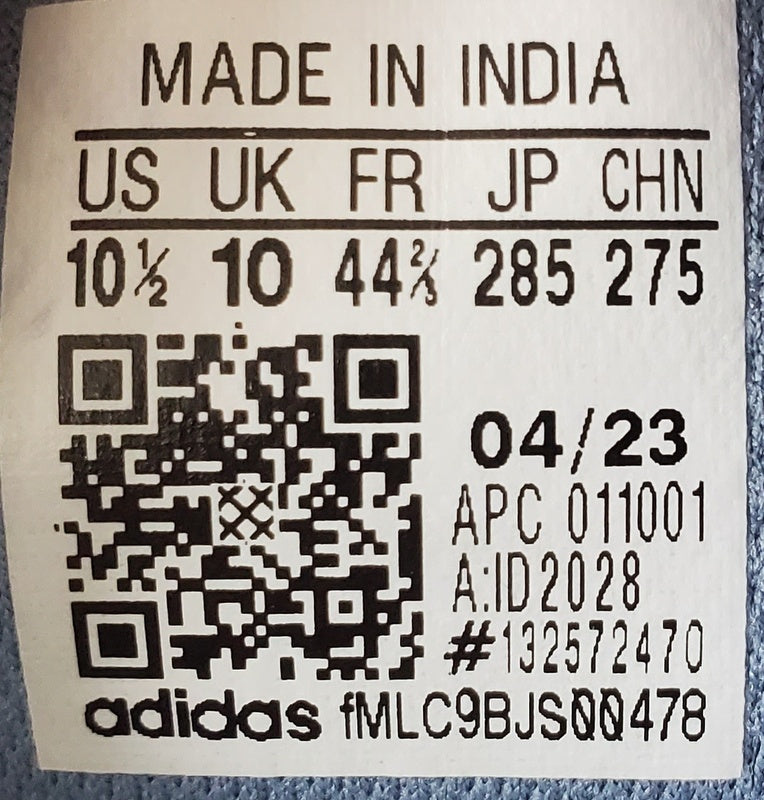 MADE IN INDIA
US UK FR JP CHN
10½ 10 44⅔ 285 275
04/23
APC 011001
A:ID2028
#132572470
adidas fMLC9BJS00478